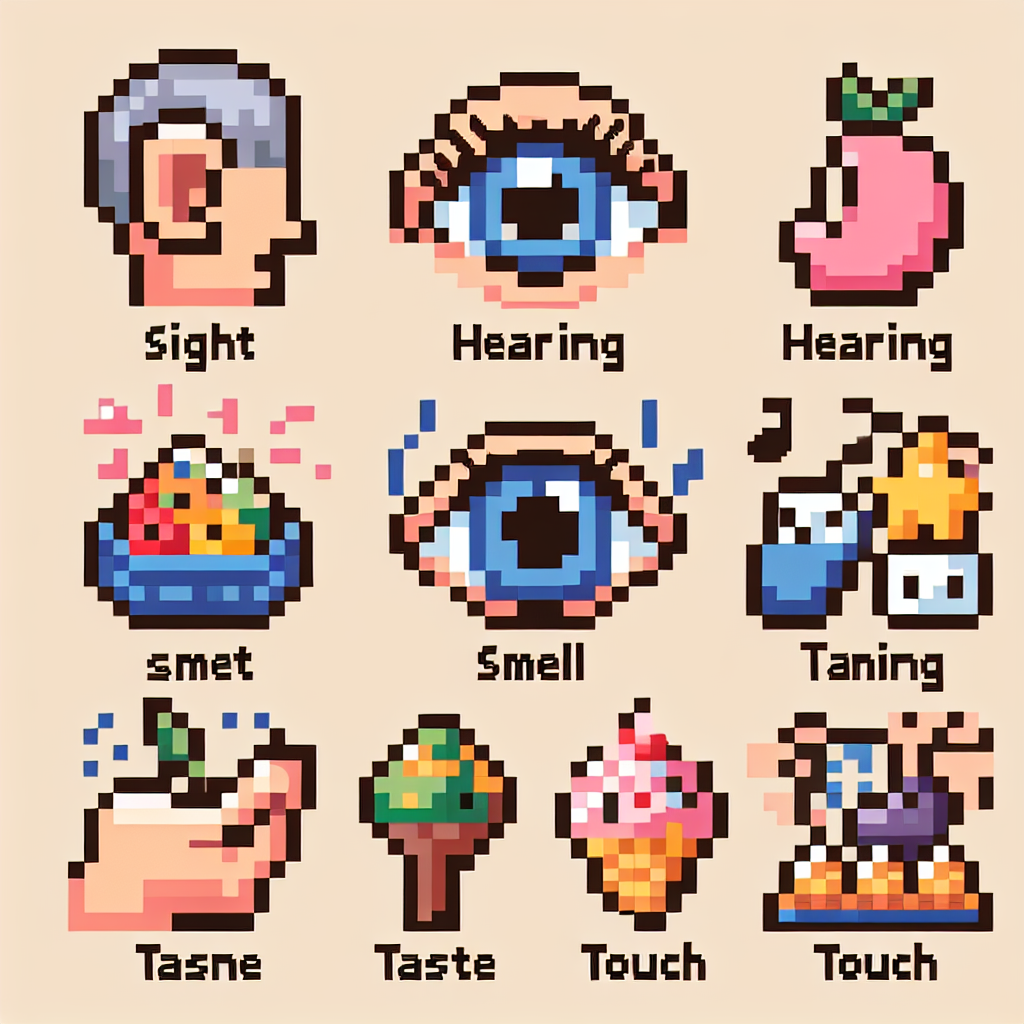 Sight
Hearing
Hearing
smet
Smell
Taning
Tasne
Taste
Touch
Touch